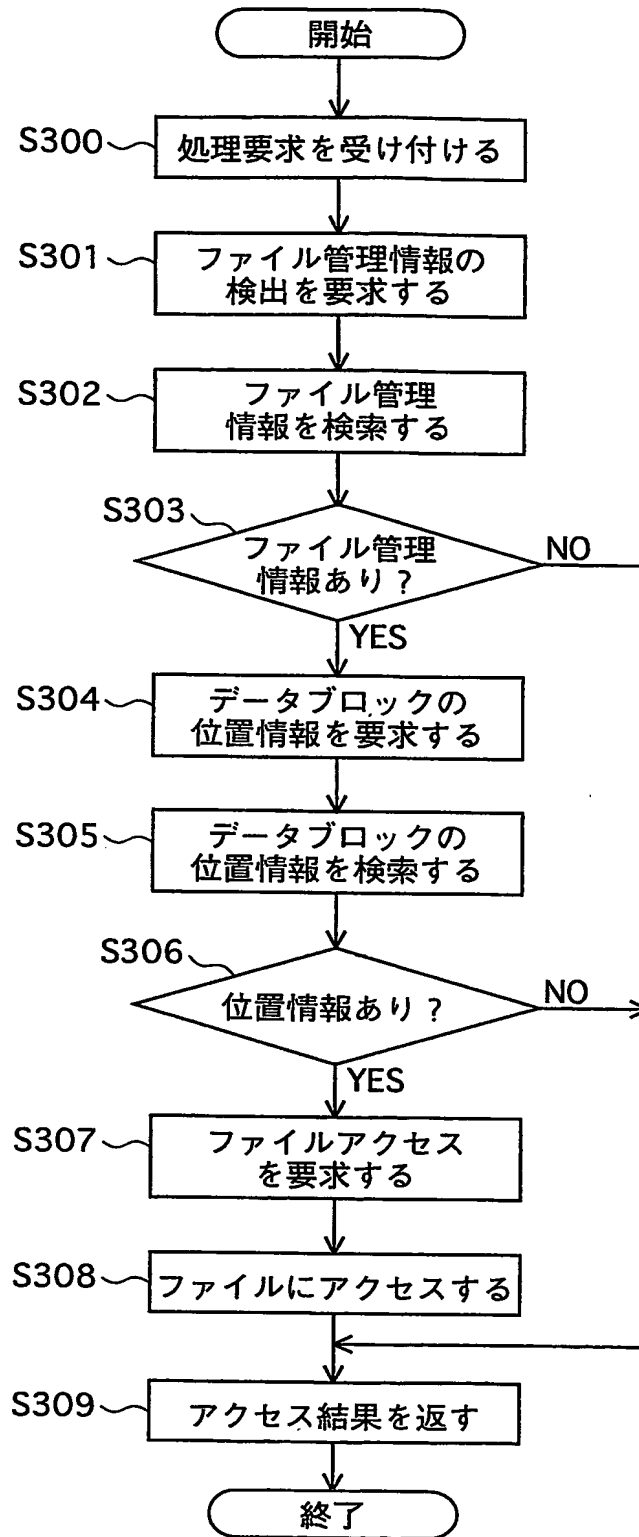 開始
S300
処理要求を受け付ける
S301
ファイル管理情報の
検出を要求する
S302
ファイル管理
情報を検索する
S303
ファイル管理
情報あり?
NO
YES
S304
データブロックの
位置情報を要求する
S305
データブロックの
位置情報を検索する
S306
位置情報あり?
NO
YES
S307
ファイルアクセス
を要求する
S308
ファイルにアクセスする
S309
アクセス結果を返す
終了